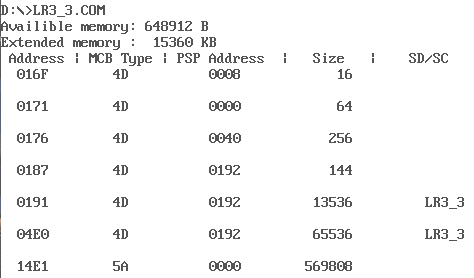 D:\>LR3_3.COM
Availible memory: 648912 B
Extended memory :  15360 KB
Address | MCB Type | PSP Address  |   Size   |    SD/SC
016F       4D         0008            16
0171       4D         0000            64
0176       4D         0040           256
0187       4D         0192           144
0191       4D         0192         13536        LR3_3
04E0       4D         0192         65536        LR3_3
14E1       5A         0000        569808